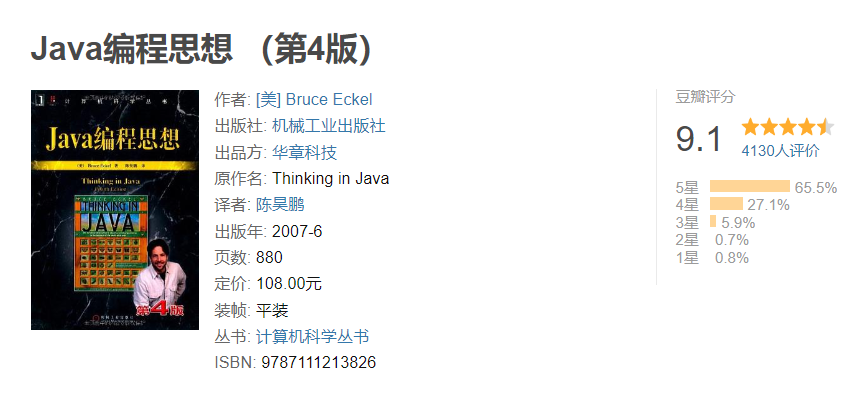 Java编程思想 （第4版）
计算机科学丛书
Java编程思想
(美) Bruce Eckel 著 陈昊鹏 译
Thinking in Java
Fourth Edition
BRUCE ECKEL
THINKING IN
JAVA
第4版
作者: [美] Bruce Eckel
出版社: 机械工业出版社
出品方: 华章科技
原作名: Thinking in Java
译者: 陈昊鹏
出版年: 2007-6
页数: 880
定价: 108.00元
装帧: 平装
丛书: 计算机科学丛书
ISBN: 9787111213826
豆瓣评分
9.1
4130人评价
5星 65.5%
4星 27.1%
3星 5.9%
2星 0.7%
1星 0.8%